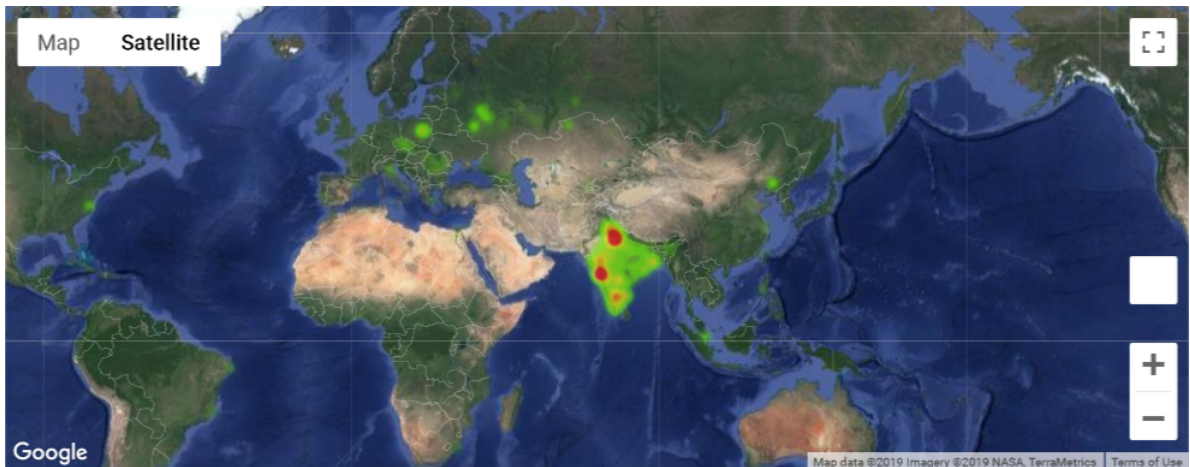 Map Satellite
Google
Map data ©2019 Imagery ©2019 NASA, TerraMetrics Terms of Use